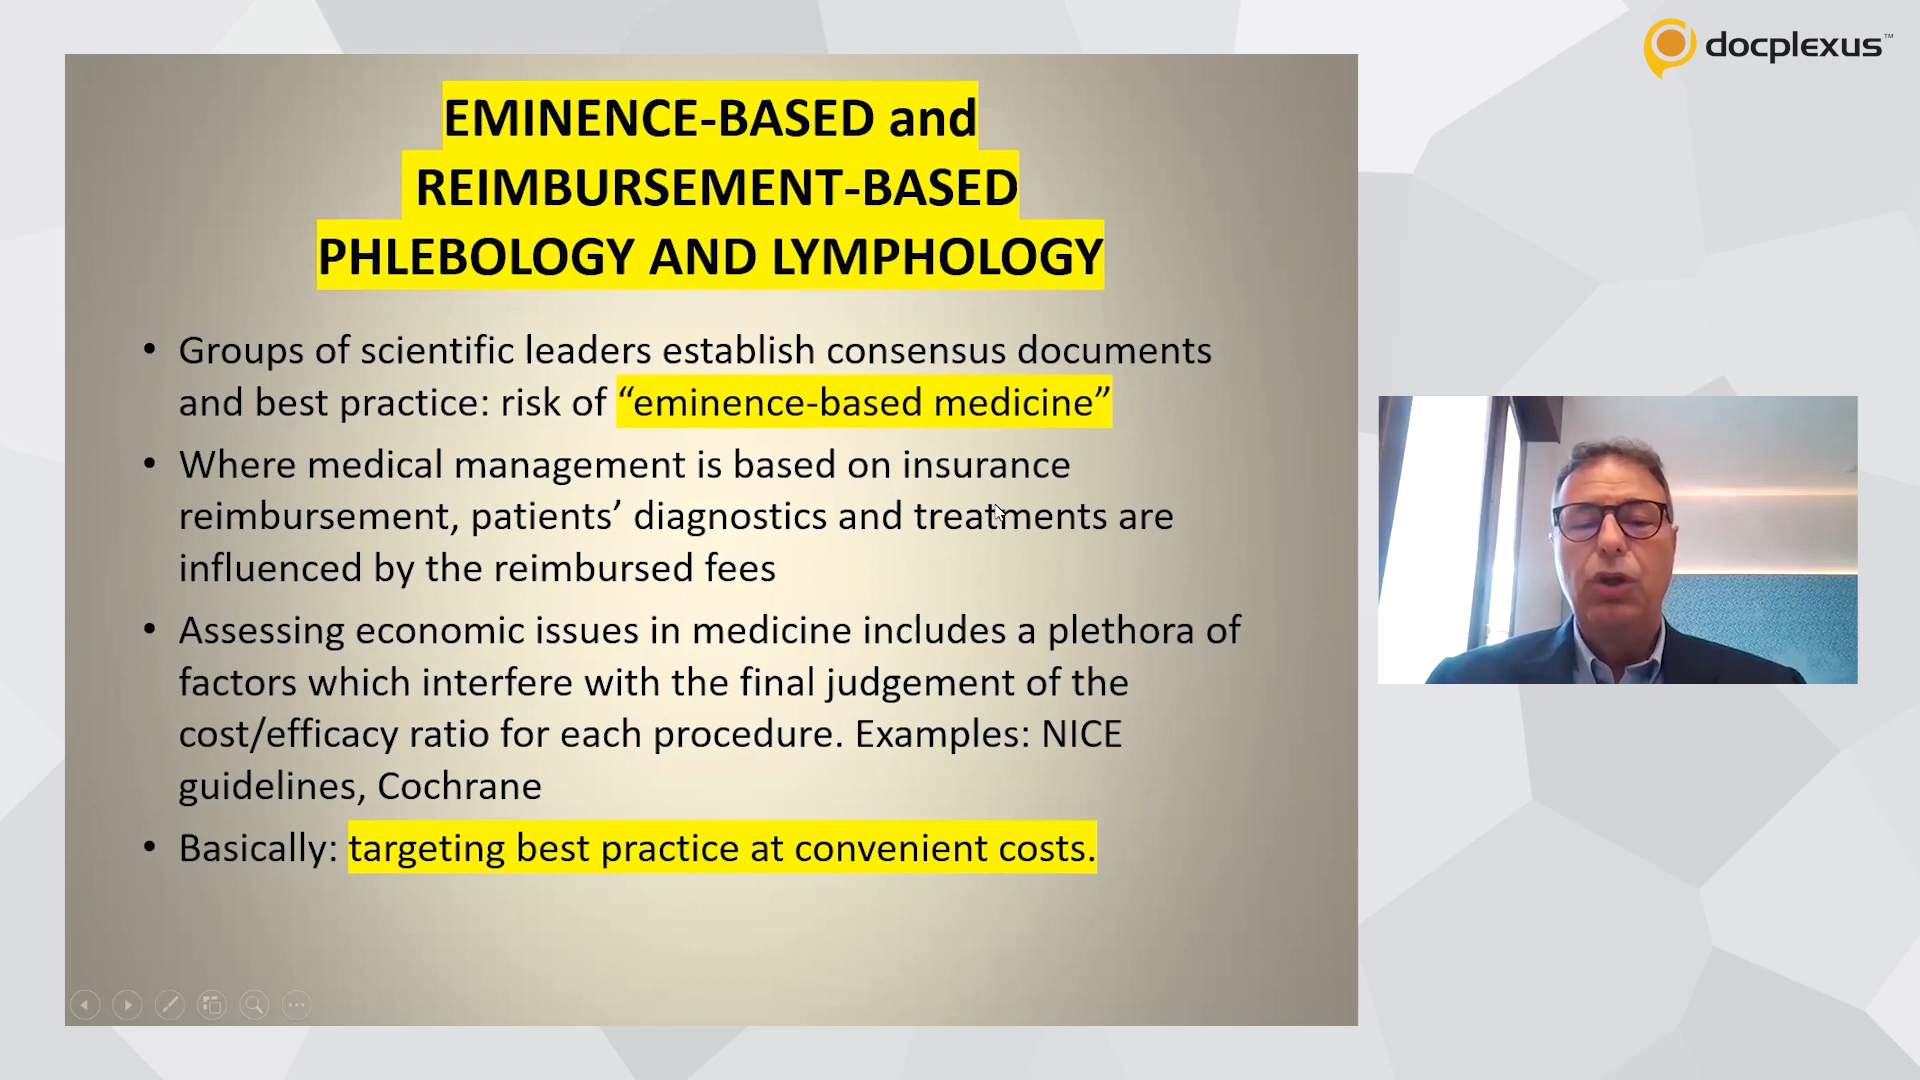 docplexus™
EMINENCE-BASED and
REIMBURSEMENT-BASED
PHLEBOLOGY AND LYMPHOLOGY
• Groups of scientific leaders establish consensus documents
and best practice: risk of “eminence-based medicine”
• Where medical management is based on insurance
reimbursement, patients’ diagnostics and treatments are
influenced by the reimbursed fees
• Assessing economic issues in medicine includes a plethora of
factors which interfere with the final judgement of the
cost/efficacy ratio for each procedure. Examples: NICE
guidelines, Cochrane
• Basically: targeting best practice at convenient costs.